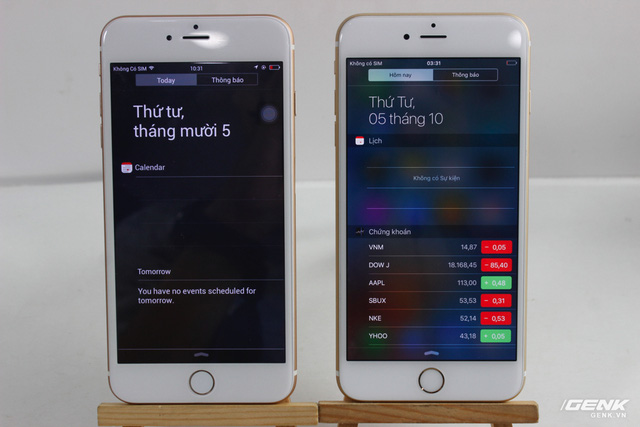 Không Có SIM 10:31
Today Thông báo
Thứ tư,
tháng mười 5
Calendar
Tomorrow
You have no events scheduled for
tomorrow.
Không có SIM 03:31
Hôm nay Thông báo
Thứ Tư,
05 tháng 10
Lịch
Không có Sự kiện
Chứng khoán
VNM 14,87 − 0,05
DOW J 18.168,45 − 85,40
AAPL 113,00 + 0,48
SBUX 53,53 − 0,31
NKE 52,14 − 0,53
YHOO 43,18 + 0,05
GENK
GENK.VN